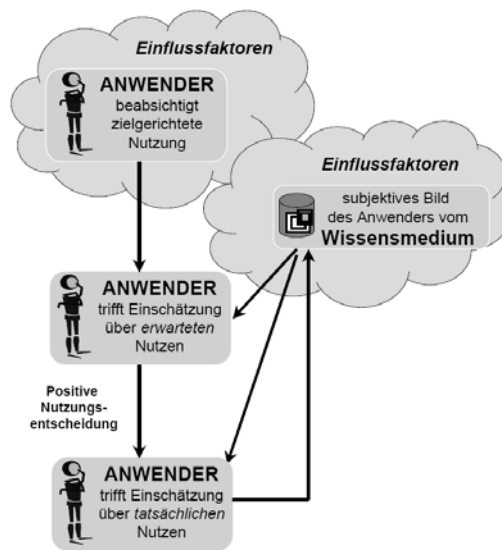 Einflussfaktoren
ANWENDER
beabsichtigt
zielgerichtete
Nutzung
Einflussfaktoren
subjektives Bild
des Anwenders vom
Wissensmedium
ANWENDER
trifft Einschätzung
über erwarteten
Nutzen
Positive
Nutzungs-
entscheidung
ANWENDER
trifft Einschätzung
über tatsächlichen
Nutzen